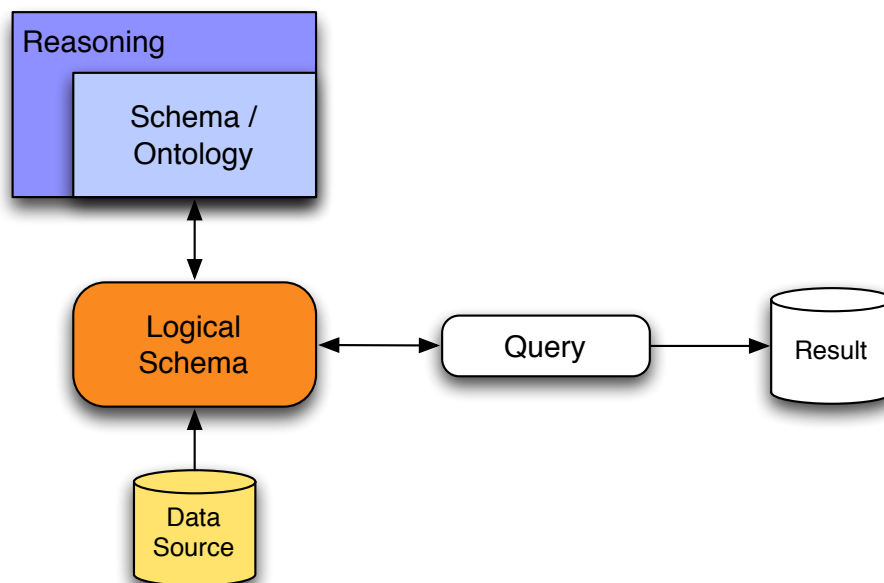 Reasoning
Schema /
Ontology
Logical
Schema
Query
Result
Data
Source